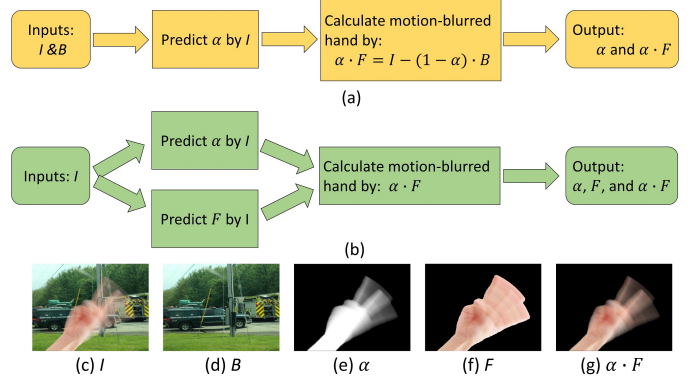 Inputs:
I &B
Predict α by I
Calculate motion-blurred
hand by:
α · F = I − (1 − α) · B
Output:
α and α · F
(a)
Inputs: I
Predict α by I
Predict F by I
Calculate motion-blurred
hand by: α · F
Output:
α, F, and α · F
(b)
(c) I
(d) B
(e) α
(f) F
(g) α · F